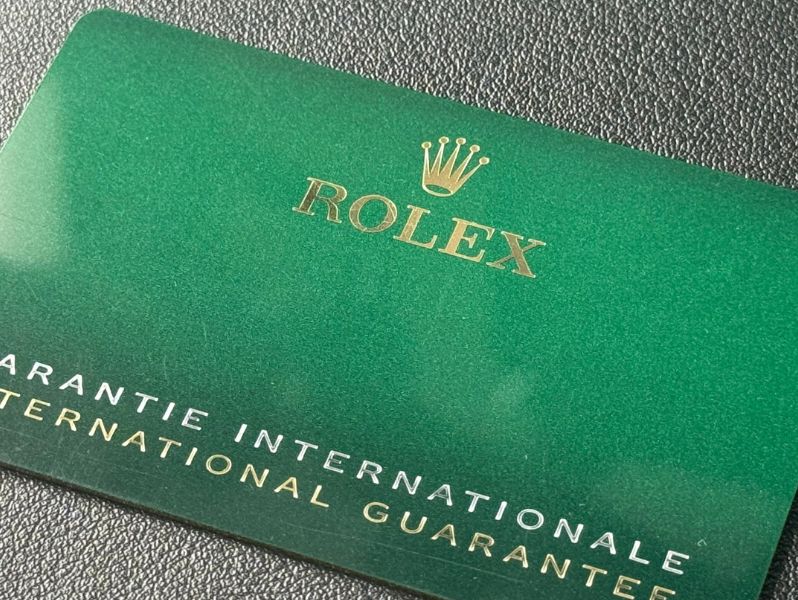 ROLEX
ARANTIE INTERNATIONALE
TERNATIONAL GUARANTEE